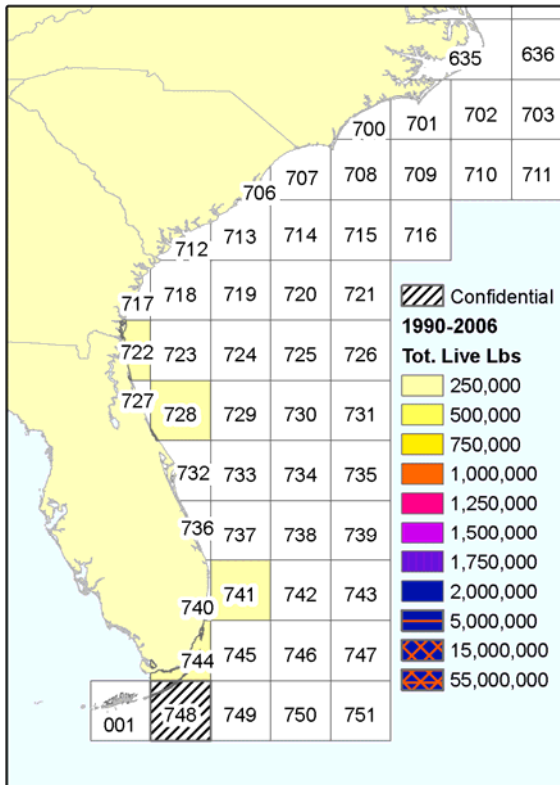 635 636
700 701 702 703
706 707 708 709 710 711
712 713 714 715 716
717 718 719 720 721
722 723 724 725 726
727 728 729 730 731
732 733 734 735
736 737 738 739
740 741 742 743
744 745 746 747
001 748 749 750 751
Confidential
1990-2006
Tot. Live Lbs
250,000
500,000
750,000
1,000,000
1,250,000
1,500,000
1,750,000
2,000,000
5,000,000
15,000,000
55,000,000